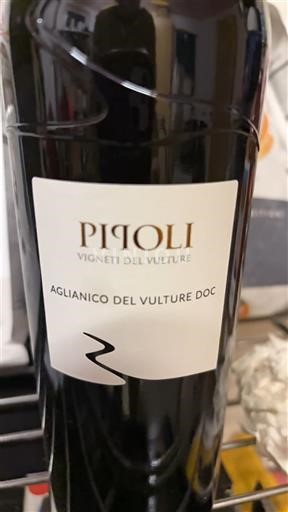 PIPOLI
VIGNETI DEL VULTURE
AGLIANICO DEL VULTURE DOC